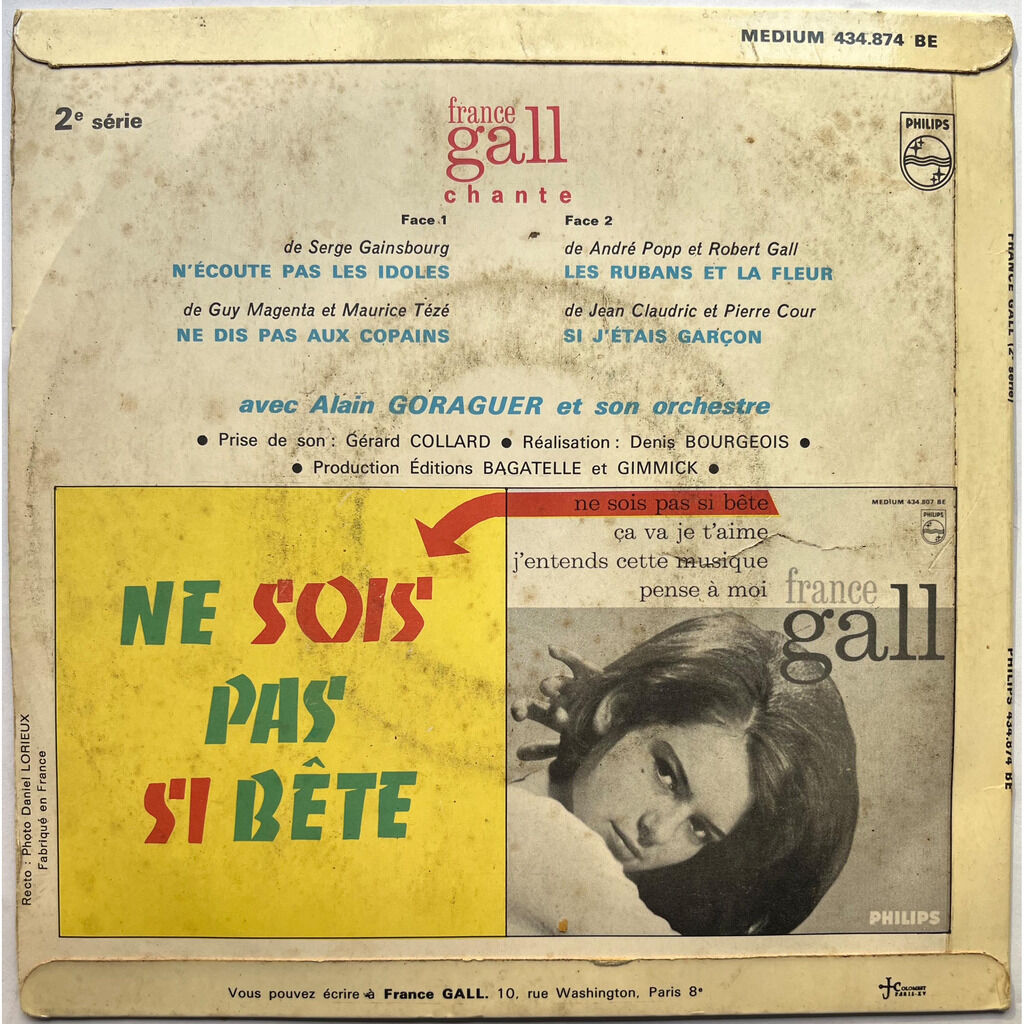 MEDIUM 434.874 BE
2e série
france
gall
chante
PHILIPS
Face 1
de Serge Gainsbourg
N'ÉCOUTE PAS LES IDOLES
de Guy Magenta et Maurice Tézé
NE DIS PAS AUX COPAINS
Face 2
de André Popp et Robert Gall
LES RUBANS ET LA FLEUR
de Jean Claudric et Pierre Cour
SI J'ÉTAIS GARÇON
avec Alain GORAGUER et son orchestre
● Prise de son : Gérard COLLARD ● Réalisation : Denis BOURGEOIS ●
● Production Éditions BAGATELLE et GIMMICK ●
NE SOIS
PAS
SI BÊTE
ne sois pas si bête
ça va je t'aime
j'entends cette musique
pense à moi
MEDIUM 434.807 BE
PHILIPS
france
gall
PHILIPS
FRANCE GALL (2e série)
PHILIPS 434.874 BE
Recto : Photo Daniel LORIEUX
Fabriqué en France
Vous pouvez écrire à France GALL. 10, rue Washington, Paris 8e
J COLOMBET
PARIS-XV